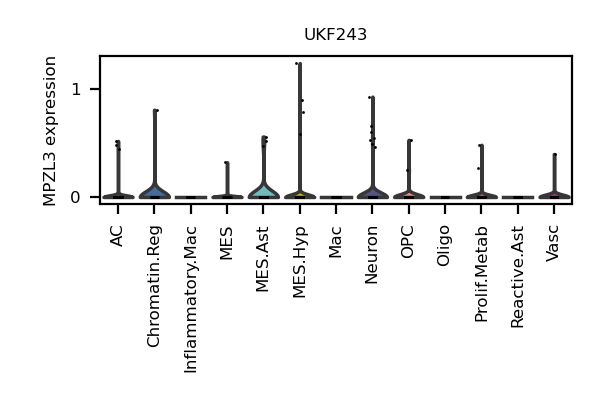 UKF243
MPZL3 expression
1
0
AC
Chromatin.Reg
Inflammatory.Mac
MES
MES.Ast
MES.Hyp
Mac
Neuron
OPC
Oligo
Prolif.Metab
Reactive.Ast
Vasc